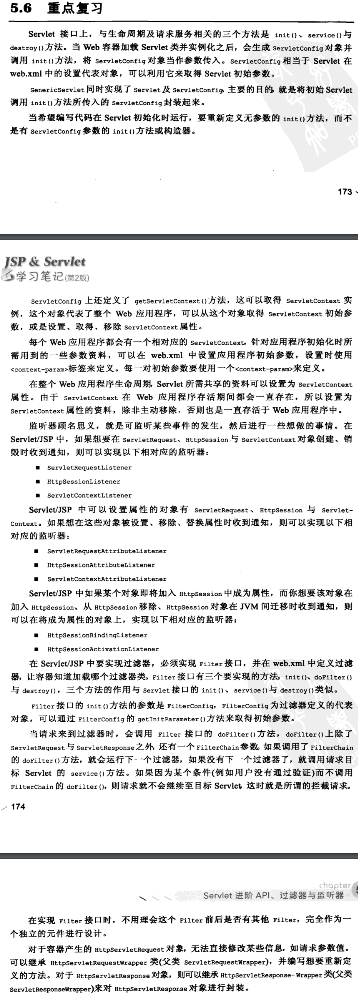 5.6 重点复习
Servlet 接口上，与生命周期及请求服务相关的三个方法是 init()、service()与
destroy()方法。当 Web 容器加载 Servlet 类并实例化之后，会生成 ServletConfig 对象并
调用 init()方法，将 ServletConfig 对象当作参数传入。ServletConfig 相当于 Servlet 在
web.xml 中的设置代表对象，可以利用它来取得 Servlet 初始参数。
GenericServlet 同时实现了 Servlet 及 ServletConfig，主要的目的，就是将初始 Servlet
调用 init()方法所传入的 ServletConfig 封装起来。
当希望编写代码在 Servlet 初始化时运行，要重新定义无参数的 init()方法，而不
是有 ServletConfig 参数的 init()方法或构造器。
173
JSP & Servlet
学习笔记(第2版)
ServletConfig 上还定义了 getServletContext()方法，这可以取得 ServletContext 实
例，这个对象代表了整个 Web 应用程序，可以从这个对象取得 ServletContext 初始参
数，或是设置、取得、移除 ServletContext 属性。
每个 Web 应用程序都会有一个相对应的 ServletContext，针对应用程序初始化时所
需用到的一些参数资料，可以在 web.xml 中设置应用程序初始参数，设置时使用
<context-param>标签来定义。每一对初始参数要使用一个<context-param>来定义。
在整个 Web 应用程序生命周期，Servlet 所需共享的资料可以设置为 ServletContext
属性。由于 ServletContext 在 Web 应用程序存活期间都会一直存在，所以设置为
ServletContext 属性的资料，除非主动移除，否则也是一直存活于 Web 应用程序中。
监听器顾名思义，就是可监听某些事件的发生，然后进行一些想做的事情。在
Servlet/JSP 中，如果想要在 ServletRequest、HttpSession 与 ServletContext 对象创建、销
毁时收到通知，则可以实现以下相对应的监听器：
■ ServletRequestListener
■ HttpSessionListener
■ ServletContextListener
Servlet/JSP 中可以设置属性的对象有 ServletRequest、HttpSession 与 Servlet-
Context。如果想在这些对象被设置、移除、替换属性时收到通知，则可以实现以下相
对应的监听器：
■ ServletRequestAttributeListener
■ HttpSessionAttributeListener
■ ServletContextAttributeListener
Servlet/JSP 中如果某个对象即将加入 HttpSession 中成为属性，而你想要该对象在
加入 HttpSession、从 HttpSession 移除、HttpSession 对象在 JVM 间迁移时收到通知，则
可以在将成为属性的对象上，实现以下相对应的监听器：
■ HttpSessionBindingListener
■ HttpSessionActivationListener
在 Servlet/JSP 中要实现过滤器，必须实现 Filter 接口，并在 web.xml 中定义过滤
器，让容器知道加载哪个过滤器类。Filter 接口有三个要实现的方法，init()、doFilter()
与 destroy()，三个方法的作用与 Servlet 接口的 init()、service()与 destroy()类似。
Filter 接口的 init()方法的参数是 FilterConfig，FilterConfig 为过滤器定义的代表
对象，可以通过 FilterConfig 的 getInitParameter()方法来取得初始参数。
当请求来到过滤器时，会调用 Filter 接口的 doFilter()方法，doFilter()上除了
ServletRequest 与 ServletResponse 之外，还有一个 FilterChain 参数。如果调用了 FilterChain
的 doFilter()方法，就会运行下一个过滤器，如果没有下一个过滤器了，就调用请求目
标 Servlet 的 service()方法。如果因为某个条件(例如用户没有通过验证)而不调用
FilterChain 的 doFilter()，则请求就不会继续至目标 Servlet，这时就是所谓的拦截请求。
174
chapter 5
Servlet 进阶 API、过滤器与监听器
在实现 Filter 接口时，不用理会这个 Filter 前后是否有其他 Filter，完全作为一
个独立的元件进行设计。
对于容器产生的 HttpServletRequest 对象，无法直接修改某些信息，如请求参数值。
可以继承 HttpServletRequestWrapper 类(父类 ServletRequestWrapper)，并编写想要重新定
义的方法。对于 HttpServletResponse 对象，则可以继承 HttpServletResponse-Wrapper 类(父类
ServletResponseWrapper)来对 HttpServletResponse 对象进行封装。